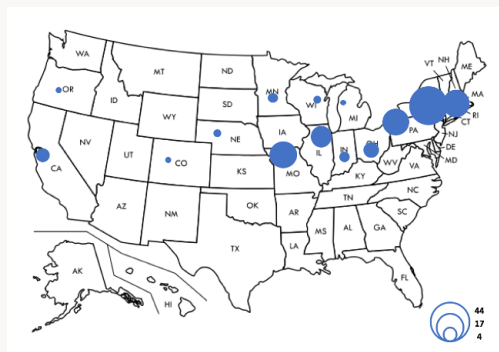 WA
VT
NH
ME
OR
MT
ND
MN
ID
SD
WI
MI
MA
RI
CT
WY
NV
UT
CO
NE
IA
IL
IN
OH
PA
NJ
DE
MD
CA
KS
MO
KY
WV
VA
AZ
NM
OK
AR
TN
NC
SC
TX
LA
MS
AL
GA
FL
AK
HI
44
17
4